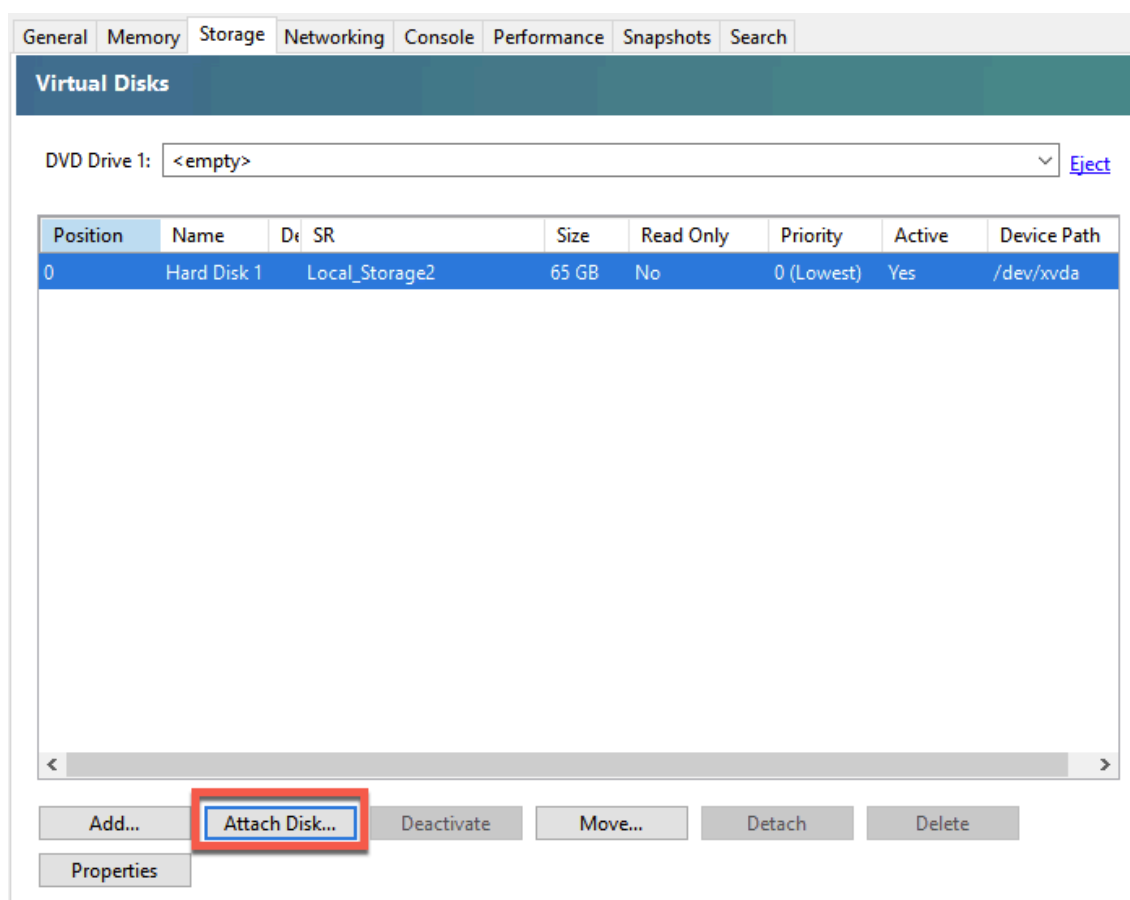 General Memory Storage Networking Console Performance Snapshots Search
Virtual Disks
DVD Drive 1: <empty> Eject
Position Name De SR Size Read Only Priority Active Device Path
0 Hard Disk 1 Local_Storage2 65 GB No 0 (Lowest) Yes /dev/xvda
Add... Attach Disk... Deactivate Move... Detach Delete
Properties